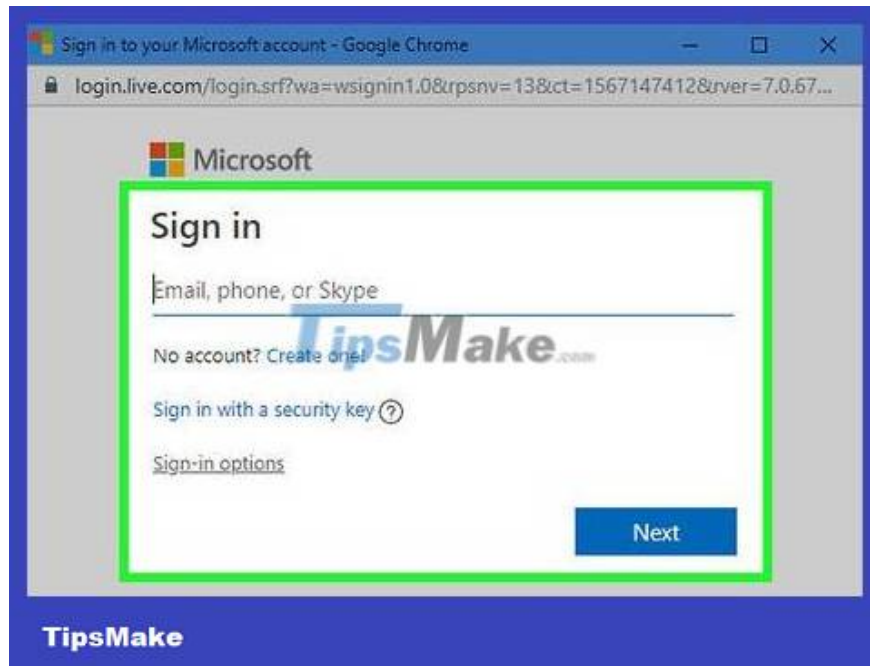 Sign in to your Microsoft account - Google Chrome
login.live.com/login.srf?wa=wsignin1.0&rpsnv=13&ct=1567147412&rver=7.0.67...
Microsoft
Sign in
Email, phone, or Skype
TipsMake.com
No account? Create one!
Sign in with a security key
Sign-in options
Next
TipsMake